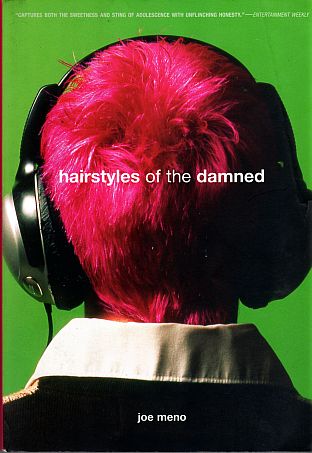 "CAPTURES BOTH THE SWEETNESS AND STING OF ADOLESCENCE WITH UNFLINCHING HONESTY."—ENTERTAINMENT WEEKLY
hairstyles of the damned
joe meno